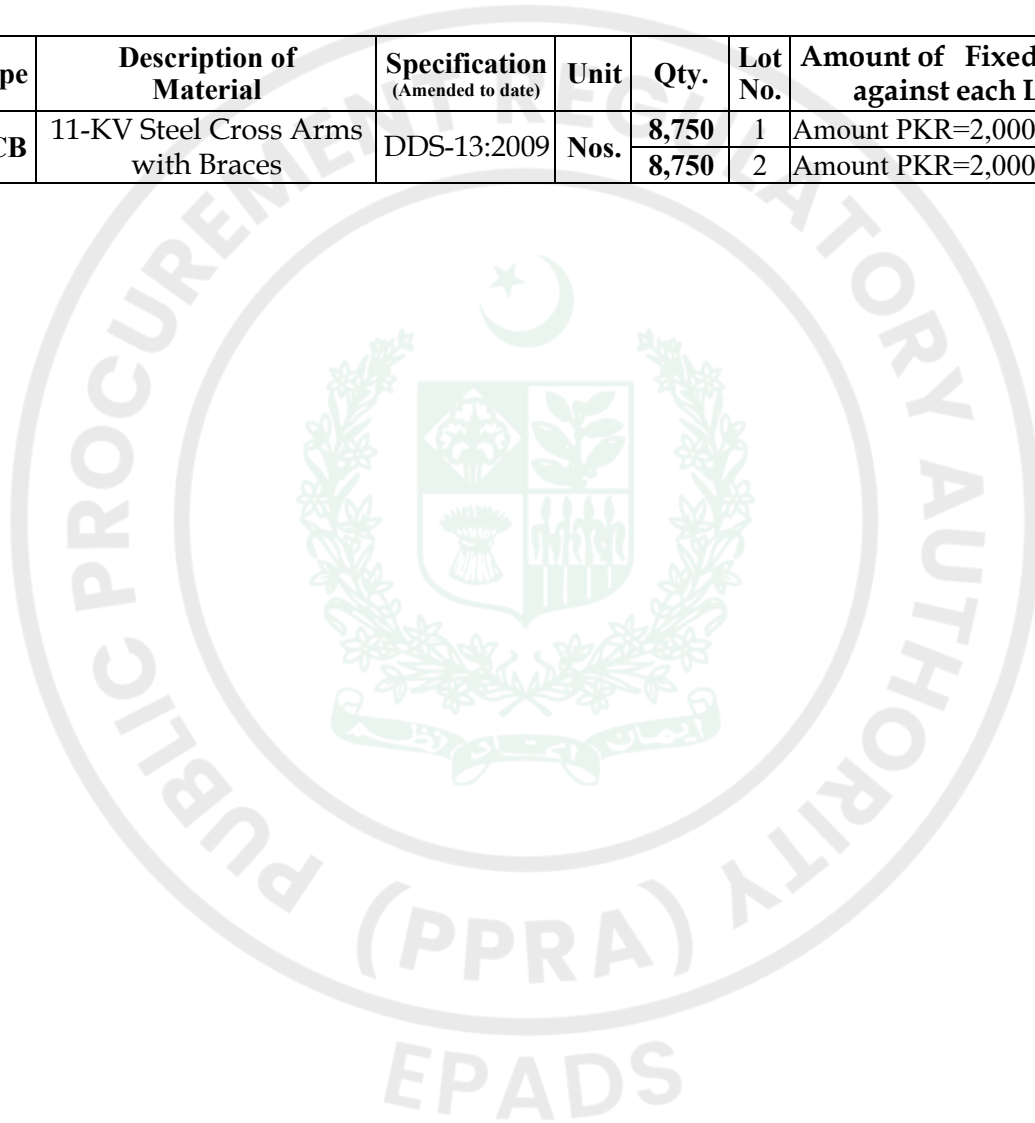 pe
Description of
Material
Specification
(Amended to date)
Unit
Qty.
Lot
No.
Amount of Fixed
against each L
CB
11-KV Steel Cross Arms
with Braces
DDS-13:2009
Nos.
8,750
1
Amount PKR=2,000
8,750
2
Amount PKR=2,000
PUBLIC PROCUREMENT REGULATORY AUTHORITY
(PPRA)
EPADS